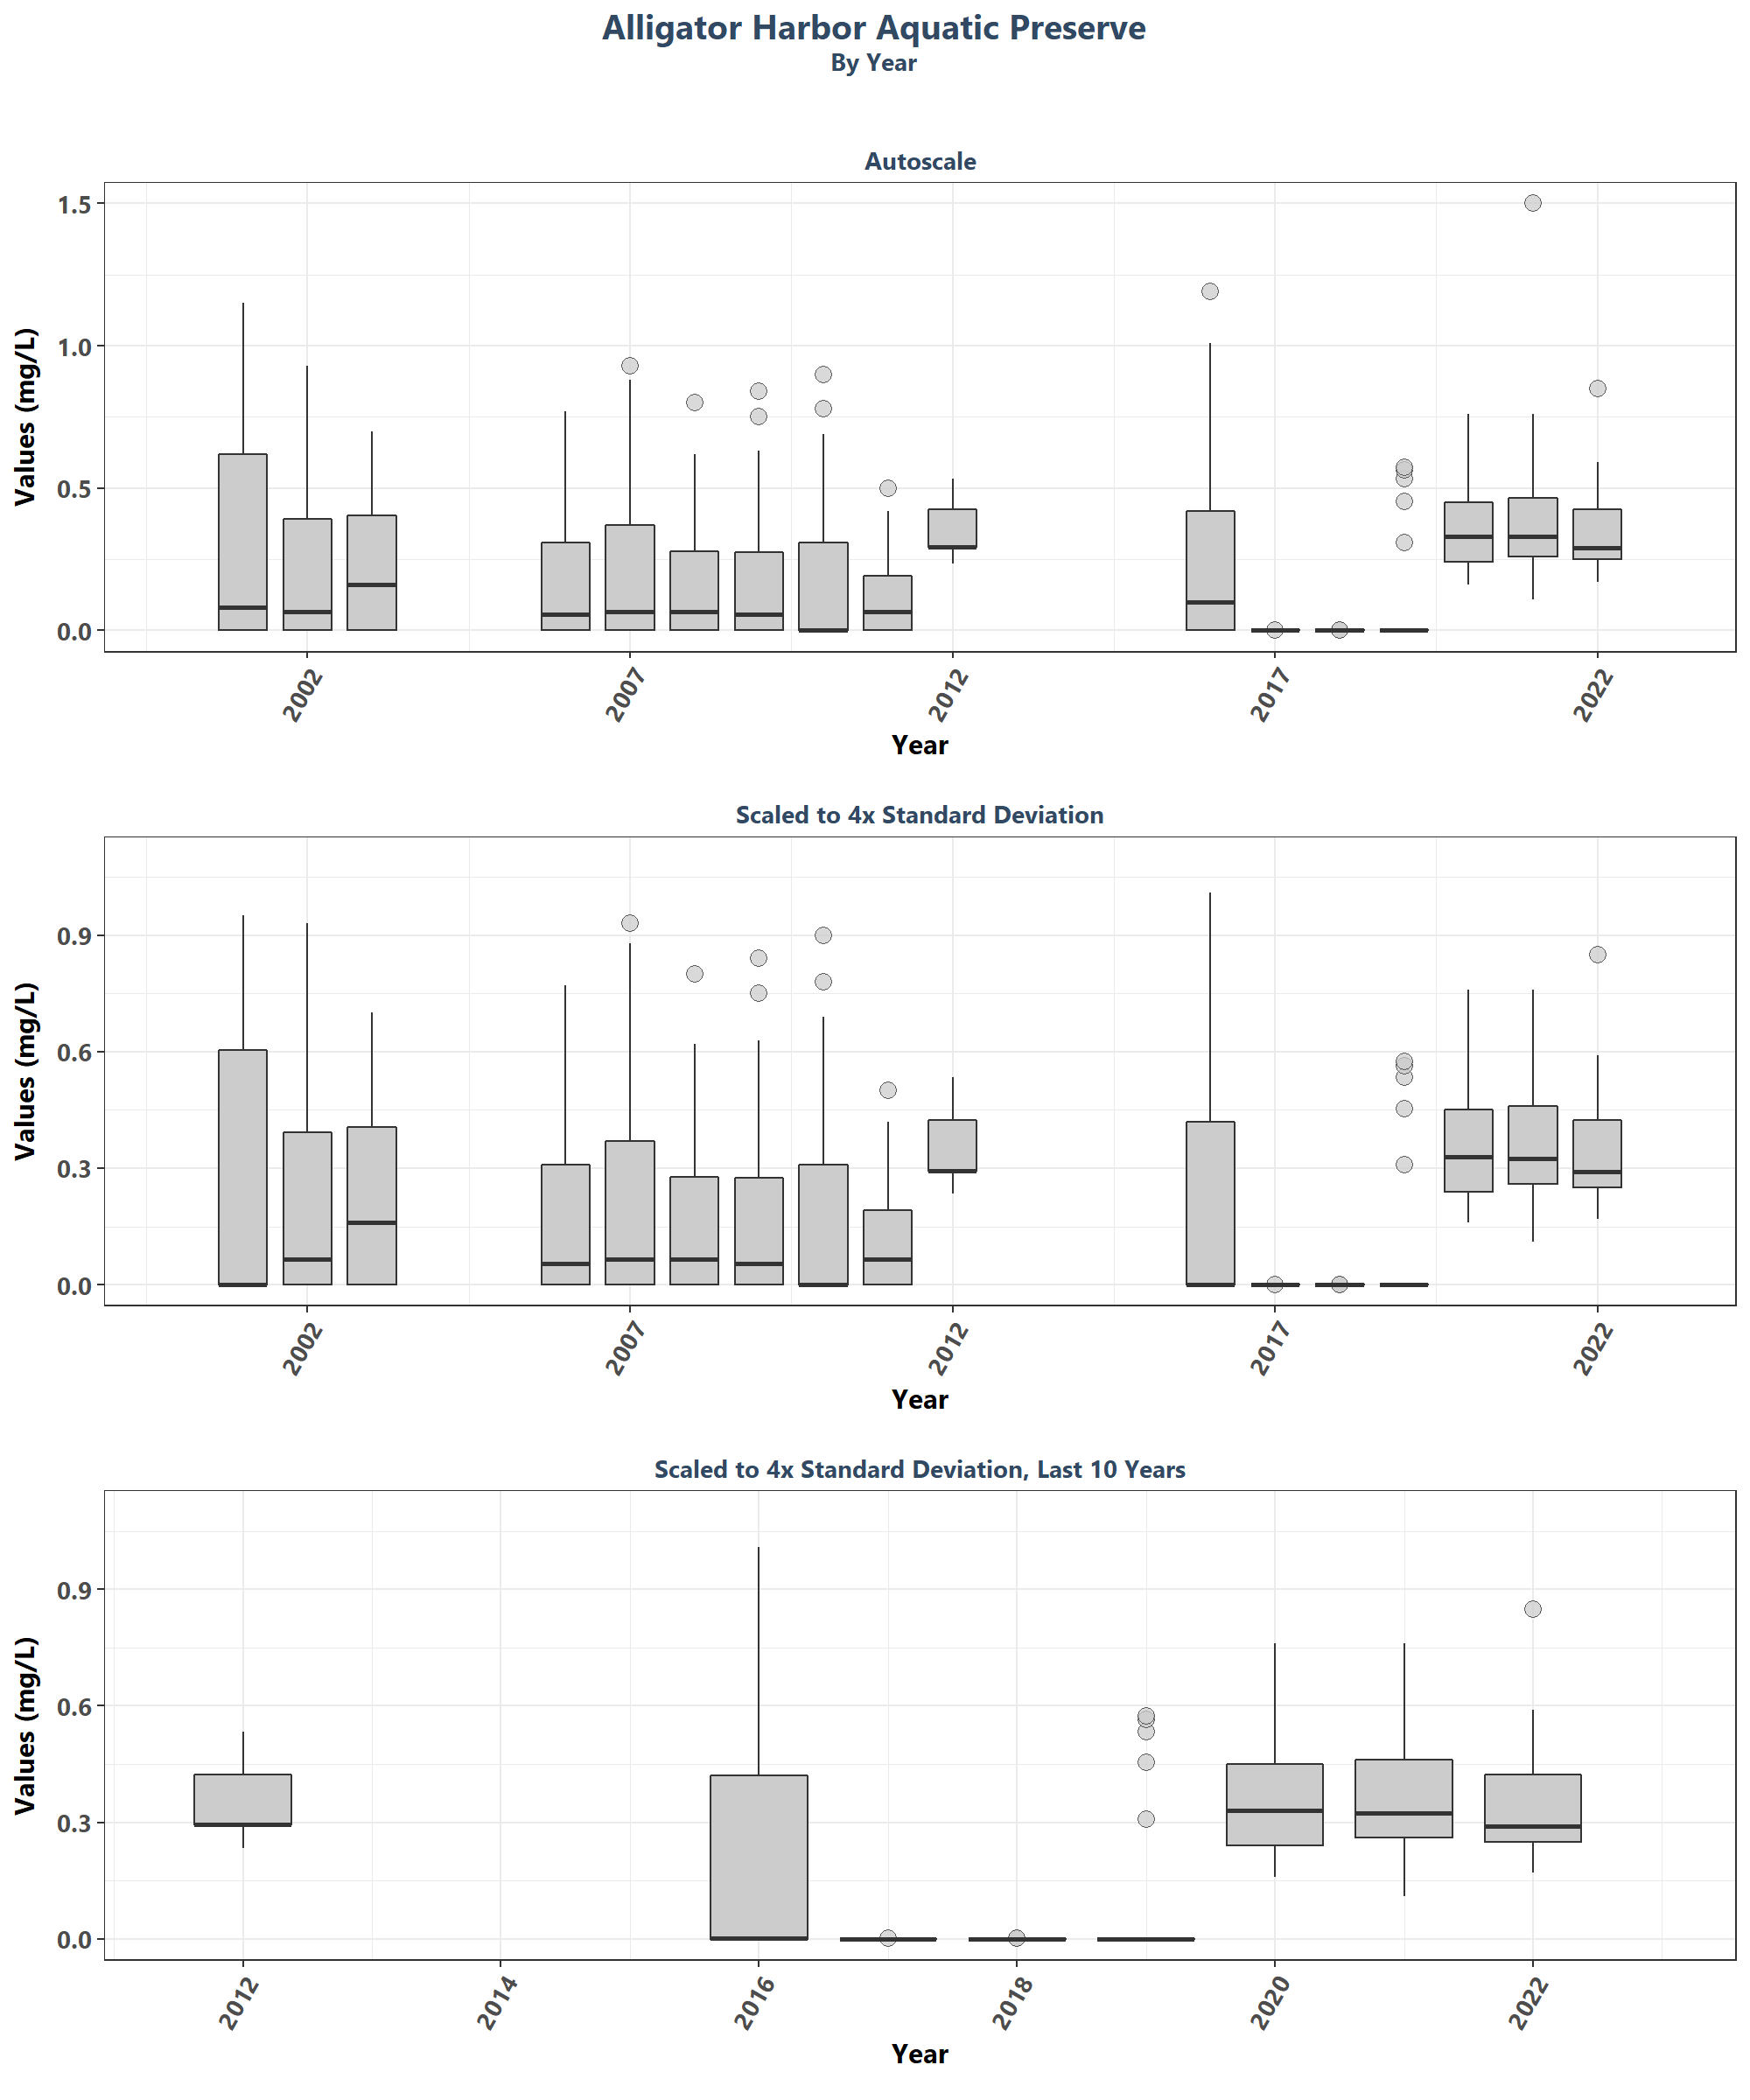 Alligator Harbor Aquatic Preserve
By Year
Autoscale
Values (mg/L)
1.5
1.0
0.5
0.0
2002 2007 2012 2017 2022
Year
Scaled to 4x Standard Deviation
Values (mg/L)
0.9
0.6
0.3
0.0
2002 2007 2012 2017 2022
Year
Scaled to 4x Standard Deviation, Last 10 Years
Values (mg/L)
0.9
0.6
0.3
0.0
2012 2014 2016 2018 2020 2022
Year